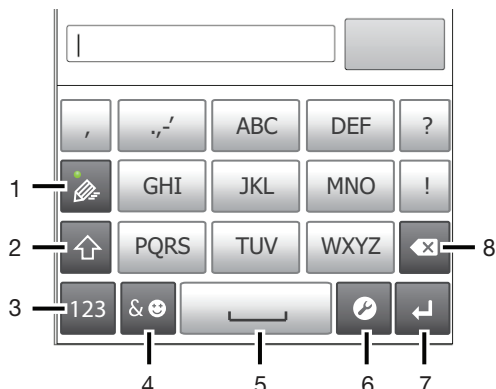 , .,-' ABC DEF ?
1 GHI JKL MNO !
2 PQRS TUV WXYZ 8
3 123 &
4 5 6 7